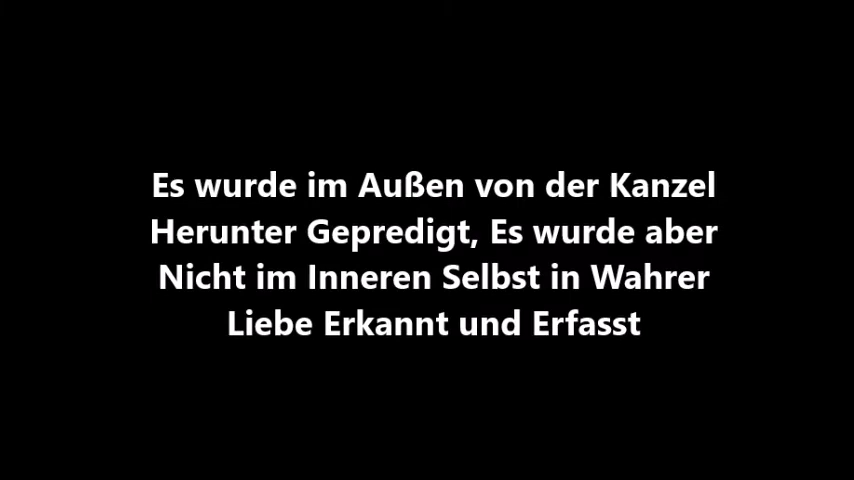 Es wurde im Außen von der Kanzel
Herunter Gepredigt, Es wurde aber
Nicht im Inneren Selbst in Wahrer
Liebe Erkannt und Erfasst